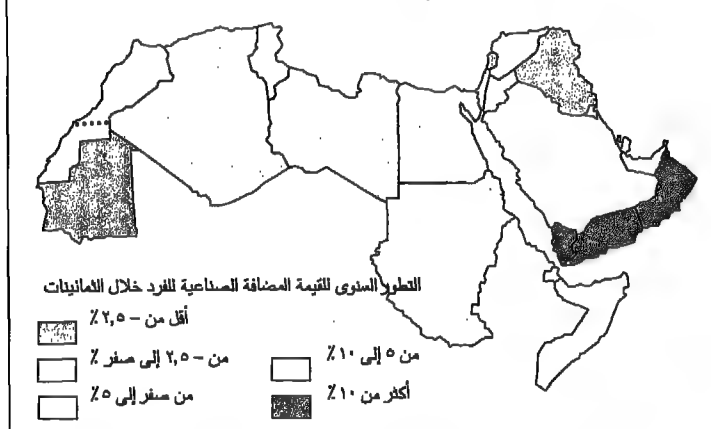 التطور السنوى للقيمة المضافة الصناعية للفرد خلال الثمانينات
أقل من – ٢,٥٪
من – ٢,٥ إلى صفر ٪
من صفر إلى ٥٪
من ٥ إلى ١٠٪
أكثر من ١٠٪